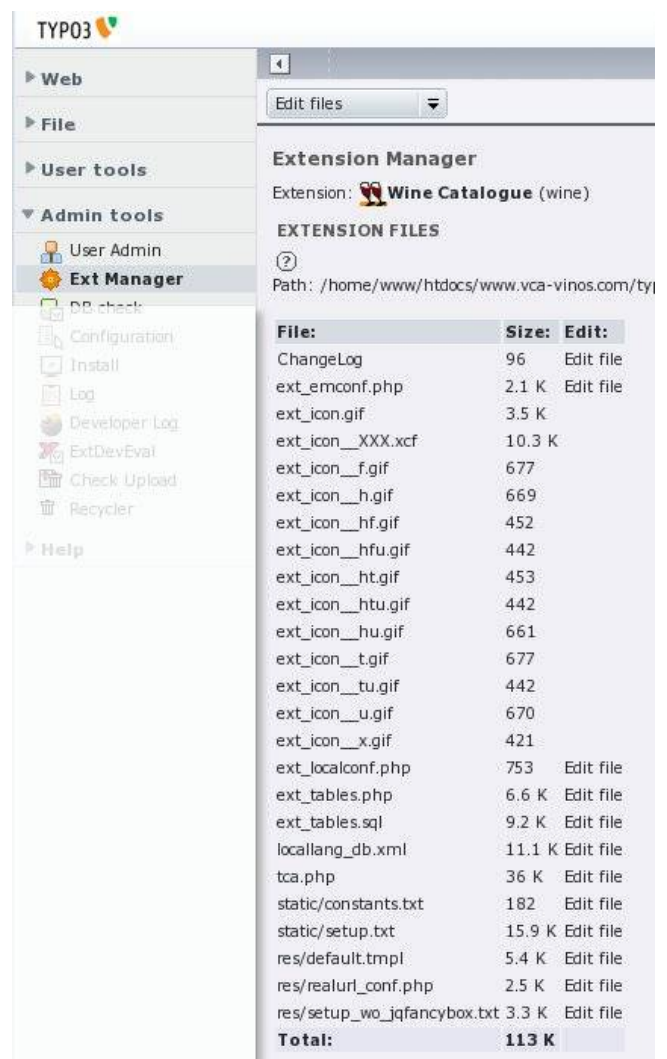 TYPO3
Web
File
User tools
Admin tools
User Admin
Ext Manager
DB check
Configuration
Install
Log
Developer Log
ExtDevEval
Check Upload
Recycler
Help
Edit files
Extension Manager
Extension: Wine Catalogue (wine)
EXTENSION FILES
?
Path: /home/www/htdocs/www.vca-vinos.com/typ
File: Size: Edit:
ChangeLog 96 Edit file
ext_emconf.php 2.1 K Edit file
ext_icon.gif 3.5 K
ext_icon__XXX.xcf 10.3 K
ext_icon__f.gif 677
ext_icon__h.gif 669
ext_icon__hf.gif 452
ext_icon__hfu.gif 442
ext_icon__ht.gif 453
ext_icon__htu.gif 442
ext_icon__hu.gif 661
ext_icon__t.gif 677
ext_icon__tu.gif 442
ext_icon__u.gif 670
ext_icon__x.gif 421
ext_localconf.php 753 Edit file
ext_tables.php 6.6 K Edit file
ext_tables.sql 9.2 K Edit file
locallang_db.xml 11.1 K Edit file
tca.php 36 K Edit file
static/constants.txt 182 Edit file
static/setup.txt 15.9 K Edit file
res/default.tmpl 5.4 K Edit file
res/realurl_conf.php 2.5 K Edit file
res/setup_wo_jqfancybox.txt 3.3 K Edit file
Total: 113 K